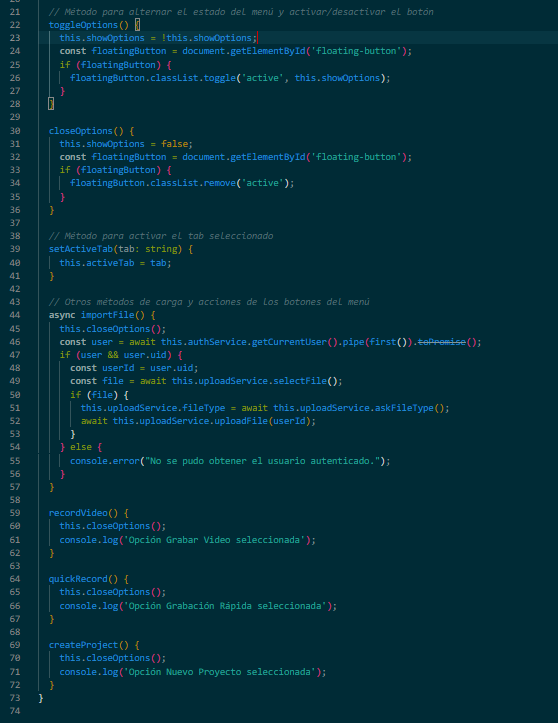 21 // Método para alternar el estado del menú y activar/desactivar el botón
22 toggleOptions() {
23 this.showOptions = !this.showOptions;
24 const floatingButton = document.getElementById('floating-button');
25 if (floatingButton) {
26 floatingButton.classList.toggle('active', this.showOptions);
27 }
28 }
29
30 closeOptions() {
31 this.showOptions = false;
32 const floatingButton = document.getElementById('floating-button');
33 if (floatingButton) {
34 floatingButton.classList.remove('active');
35 }
36 }
37
38 // Método para activar el tab seleccionado
39 setActiveTab(tab: string) {
40 this.activeTab = tab;
41 }
42
43 // Otros métodos de carga y acciones de los botones del menú
44 async importFile() {
45 this.closeOptions();
46 const user = await this.authService.getCurrentUser().pipe(first()).toPromise();
47 if (user && user.uid) {
48 const userId = user.uid;
49 const file = await this.uploadService.selectFile();
50 if (file) {
51 this.uploadService.fileType = await this.uploadService.askFileType();
52 await this.uploadService.uploadFile(userId);
53 }
54 } else {
55 console.error("No se pudo obtener el usuario autenticado.");
56 }
57 }
58
59 recordVideo() {
60 this.closeOptions();
61 console.log('Opción Grabar Video seleccionada');
62 }
63
64 quickRecord() {
65 this.closeOptions();
66 console.log('Opción Grabación Rápida seleccionada');
67 }
68
69 createProject() {
70 this.closeOptions();
71 console.log('Opción Nuevo Proyecto seleccionada');
72 }
73 }
74